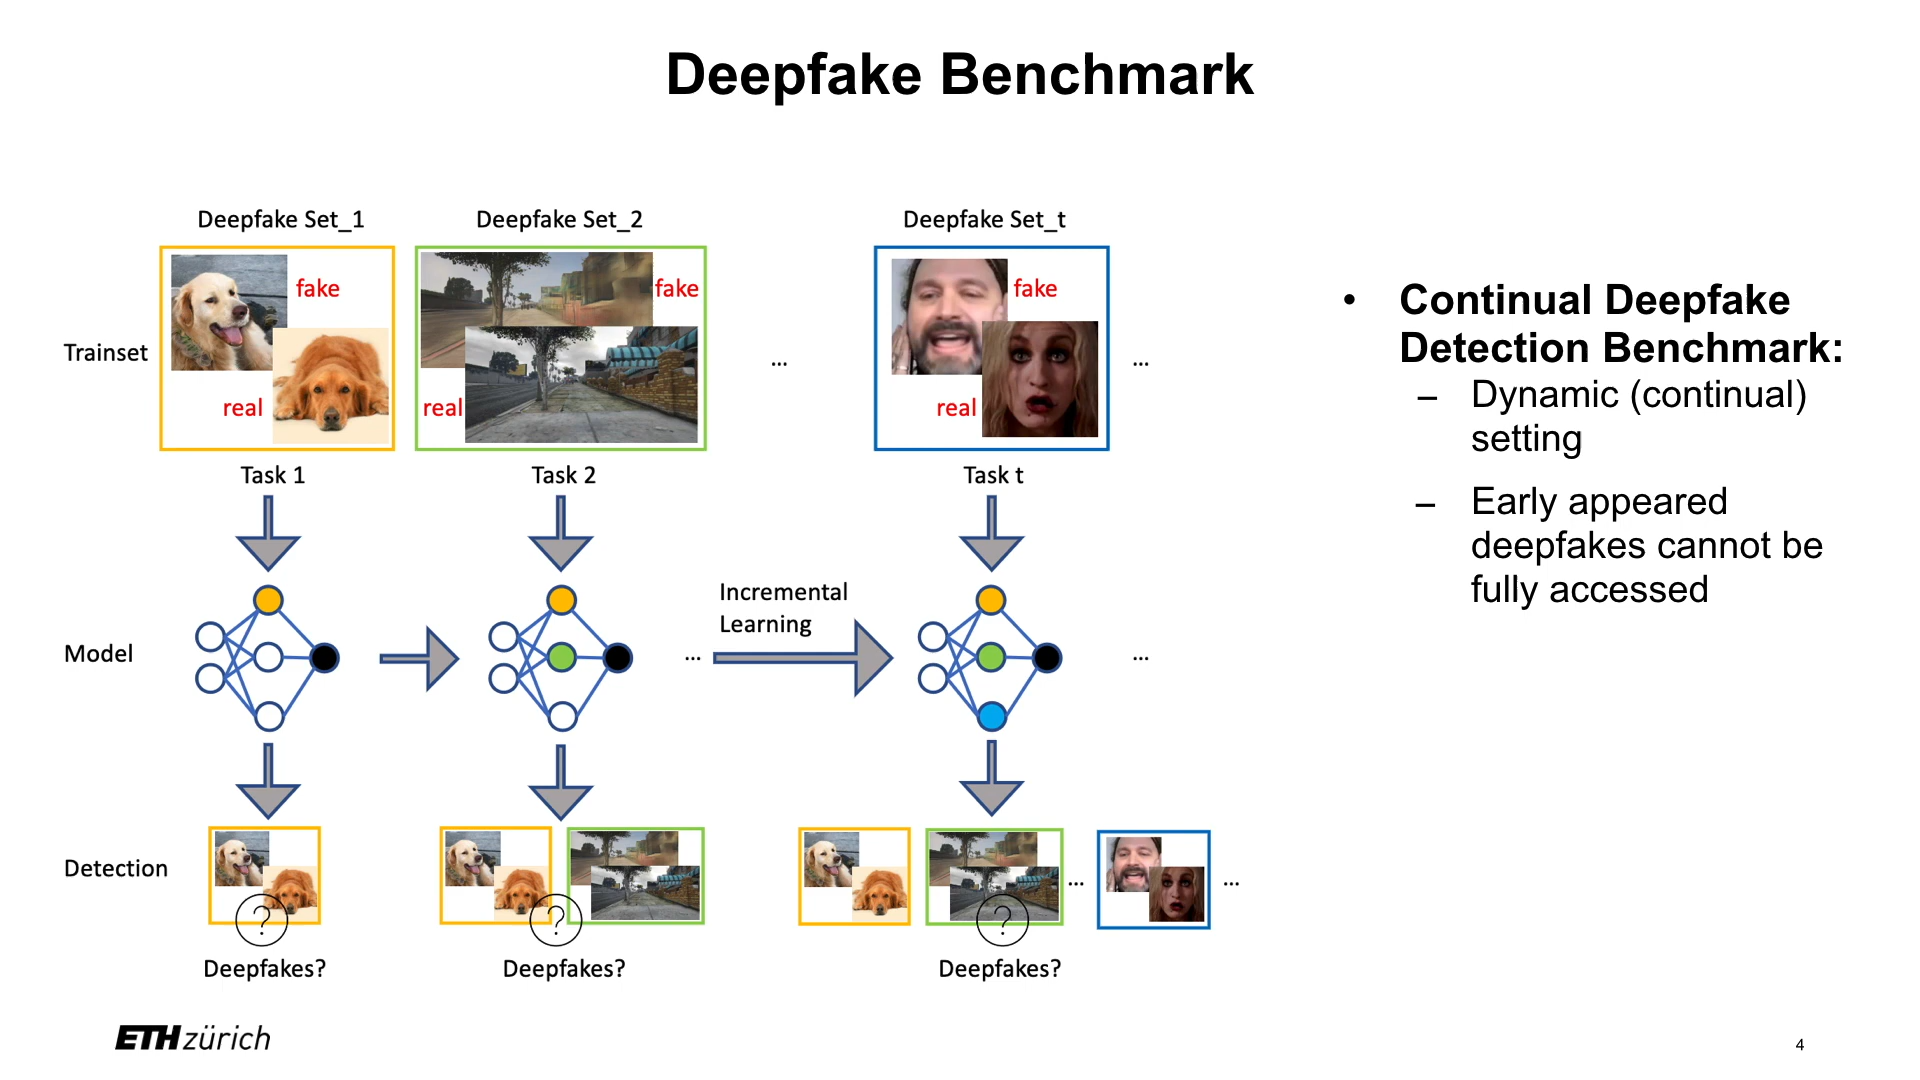 Deepfake Benchmark
Deepfake Set_1
Deepfake Set_2
Deepfake Set_t
fake
fake
fake
Trainset
...
...
real
real
real
Task 1
Task 2
Task t
Incremental
Learning
Model
...
...
Detection
...
...
?
?
?
Deepfakes?
Deepfakes?
Deepfakes?
• Continual Deepfake
Detection Benchmark:
– Dynamic (continual)
setting
– Early appeared
deepfakes cannot be
fully accessed
ETH zürich
4